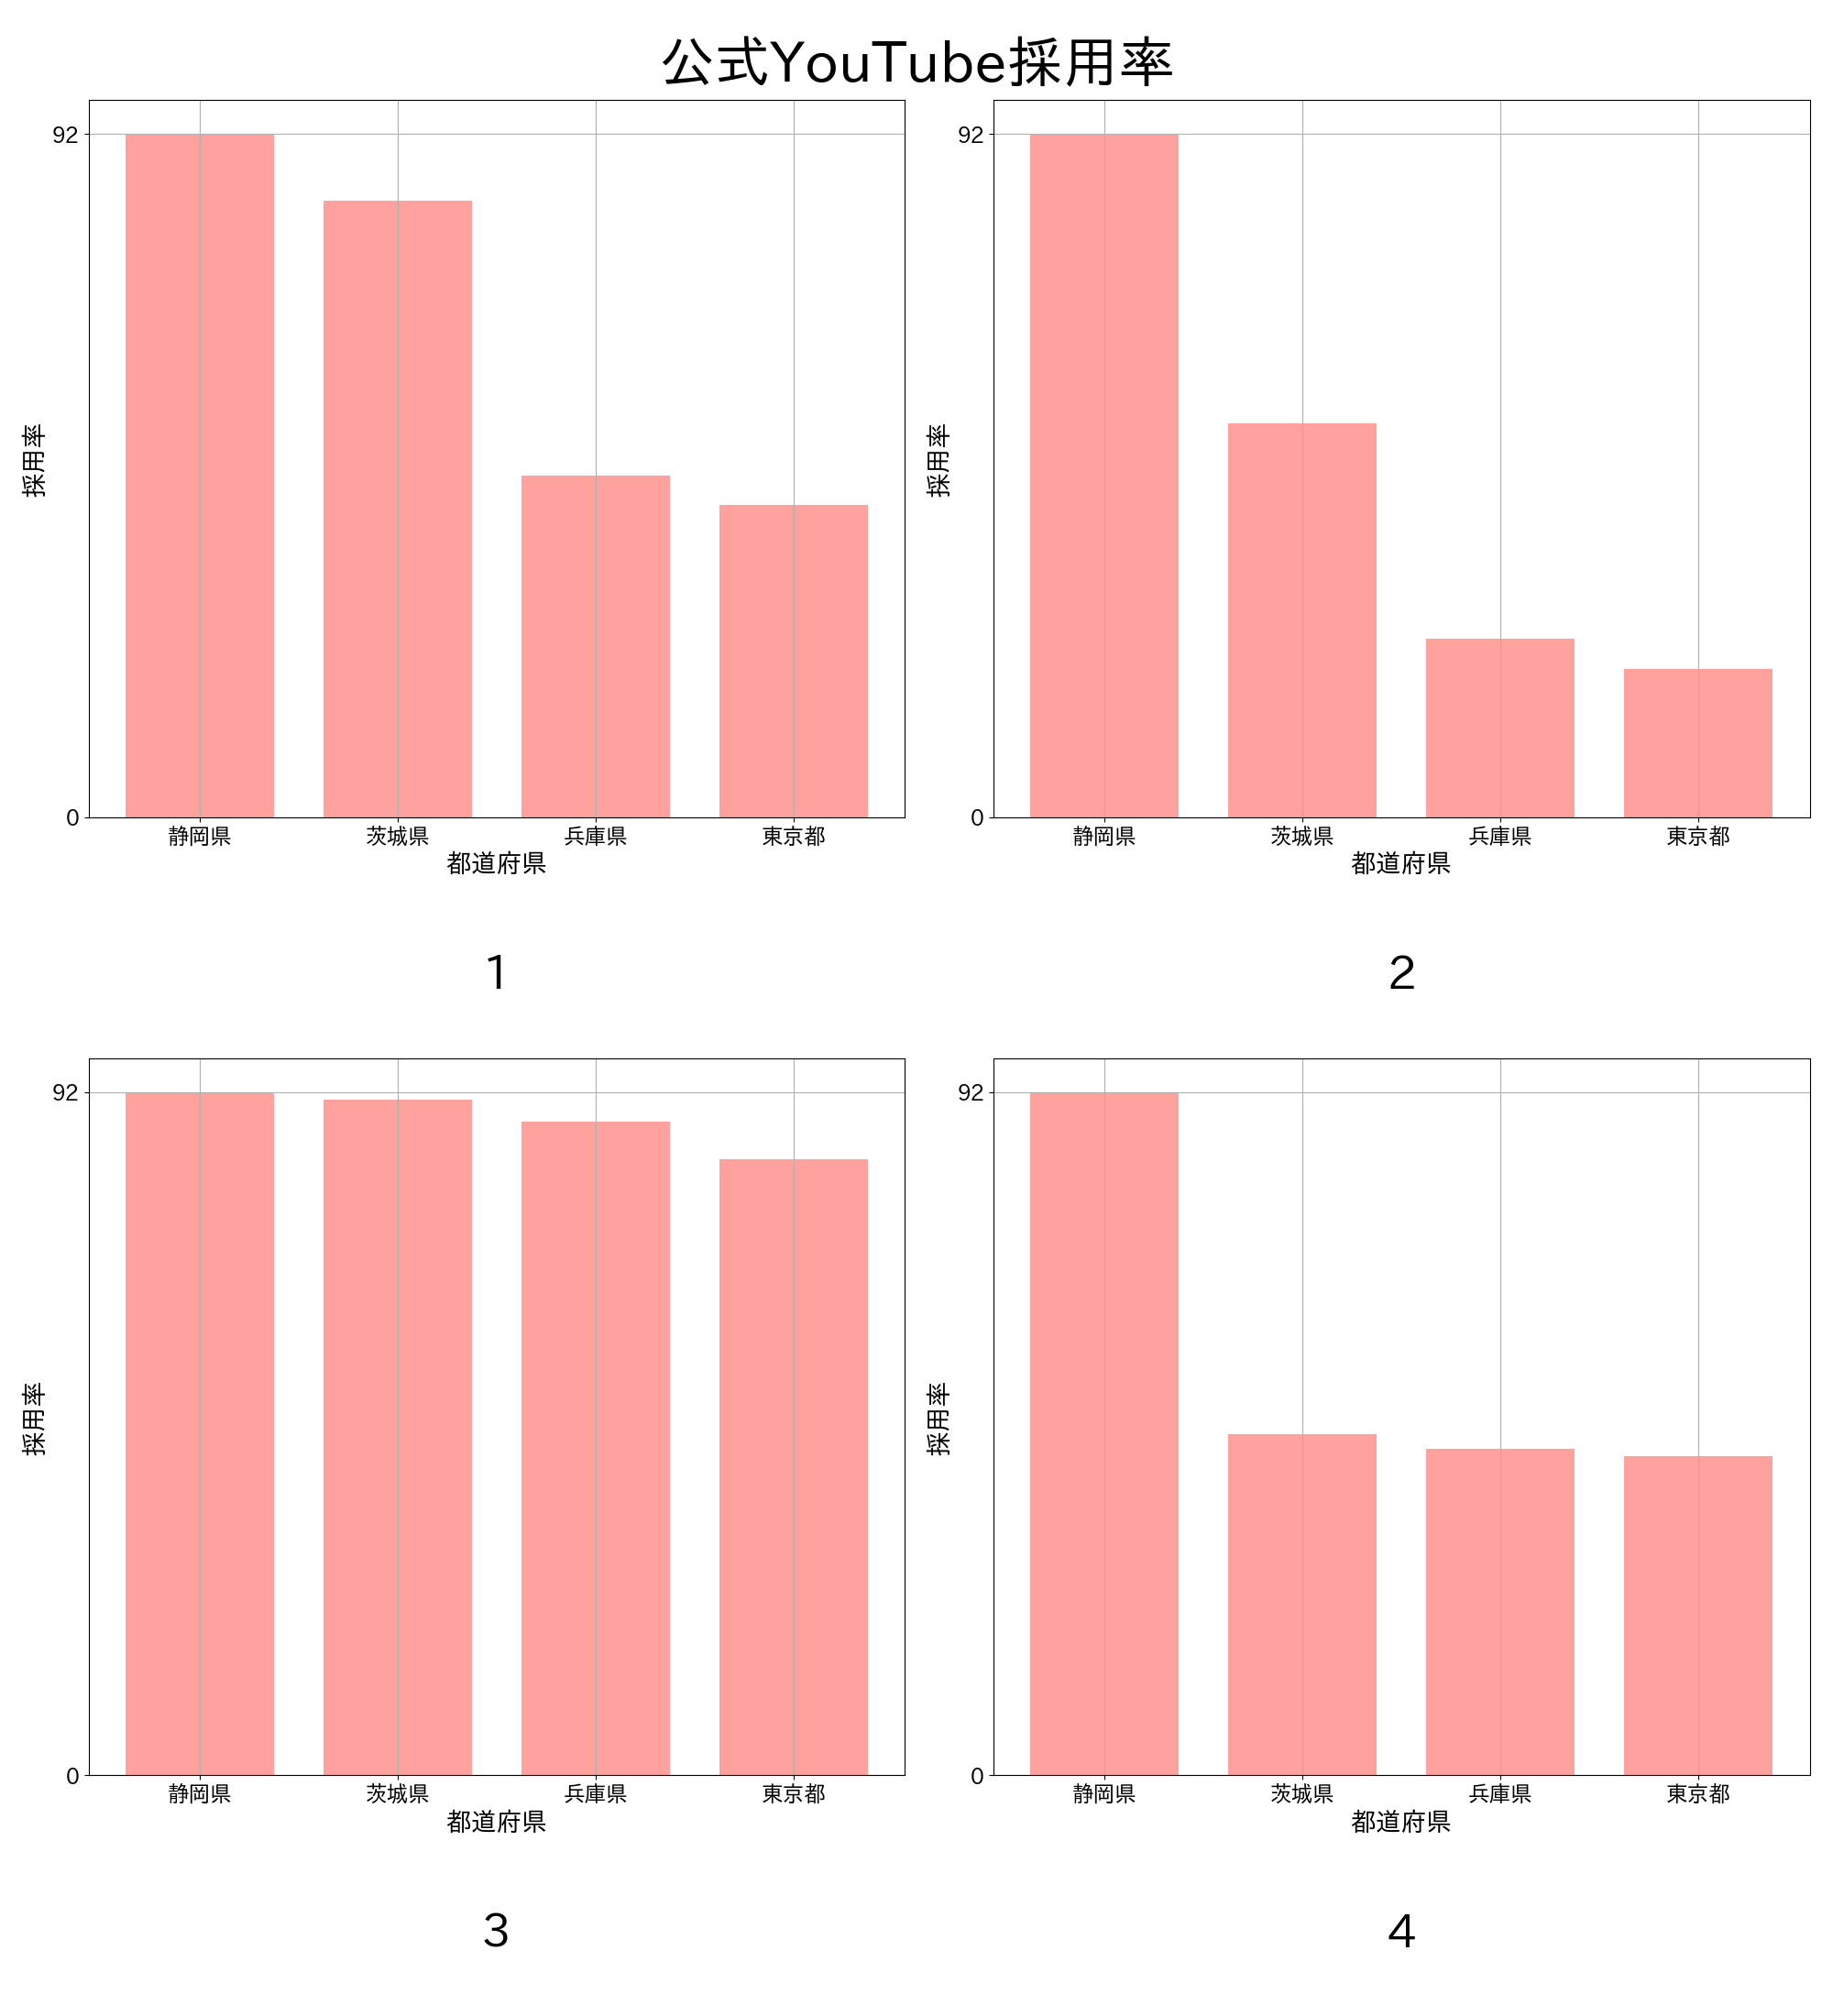 公式YouTube採用率
92
0
採用率
静岡県 茨城県 兵庫県 東京都
都道府県
1
92
0
採用率
静岡県 茨城県 兵庫県 東京都
都道府県
2
92
0
採用率
静岡県 茨城県 兵庫県 東京都
都道府県
3
92
0
採用率
静岡県 茨城県 兵庫県 東京都
都道府県
4